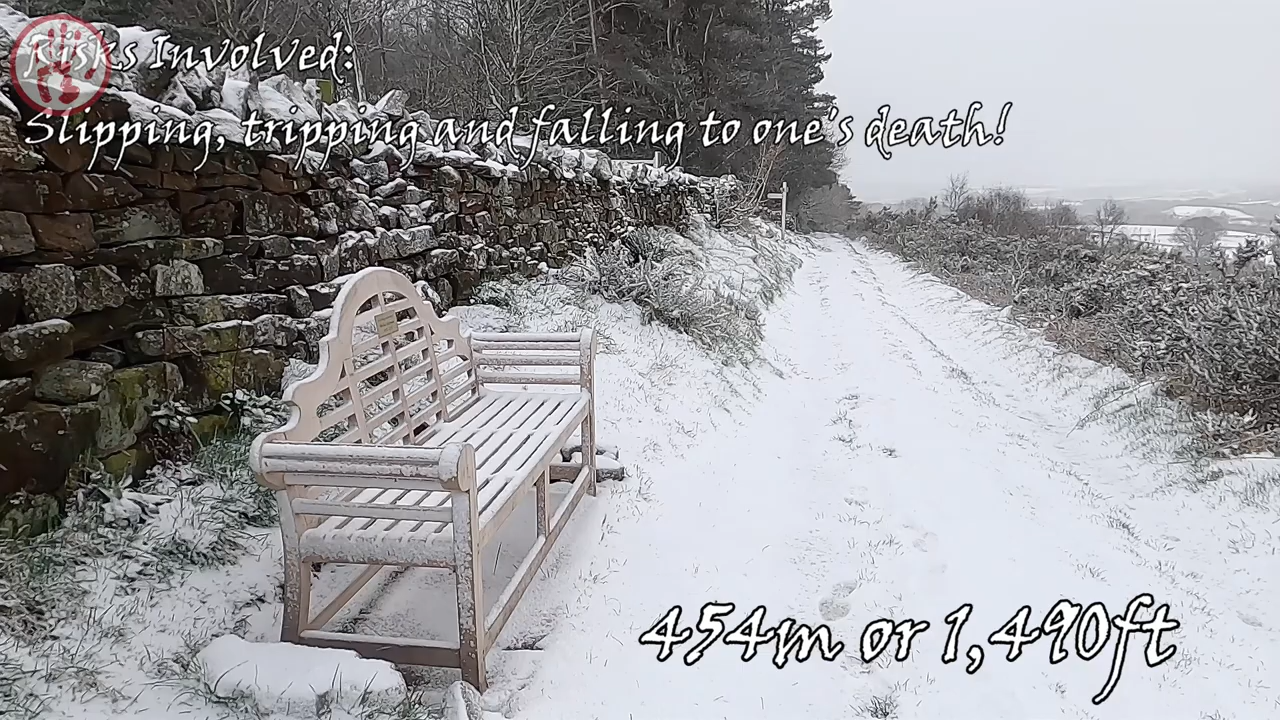 Risks Involved:
Slipping, tripping and falling to one's death!
454m or 1,490ft